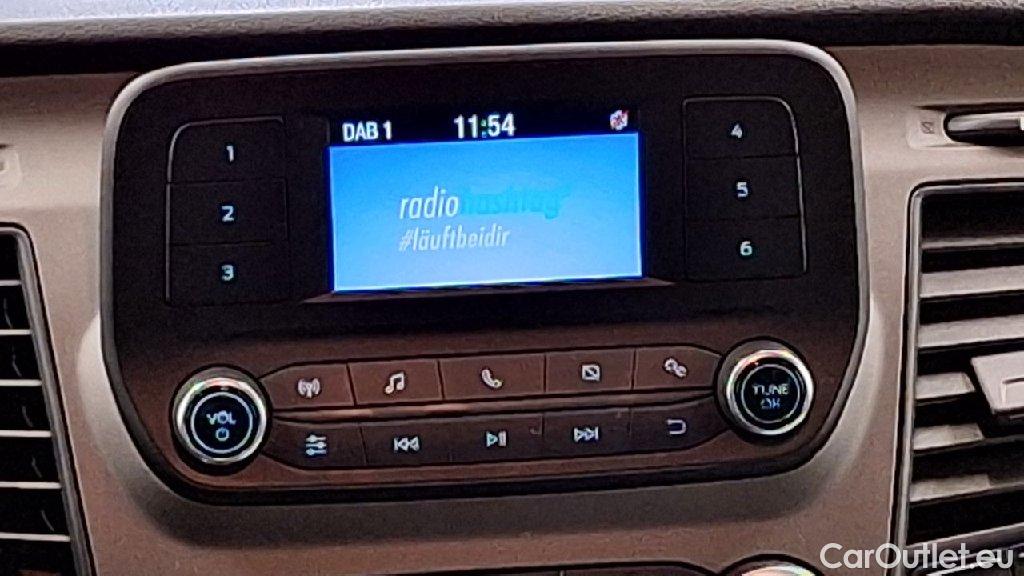 DAB 1 11:54
radio hashtag+
#läuftbeidir
1
2
3
4
5
6
VOL
TUNE
OK
CarOutlet.eu